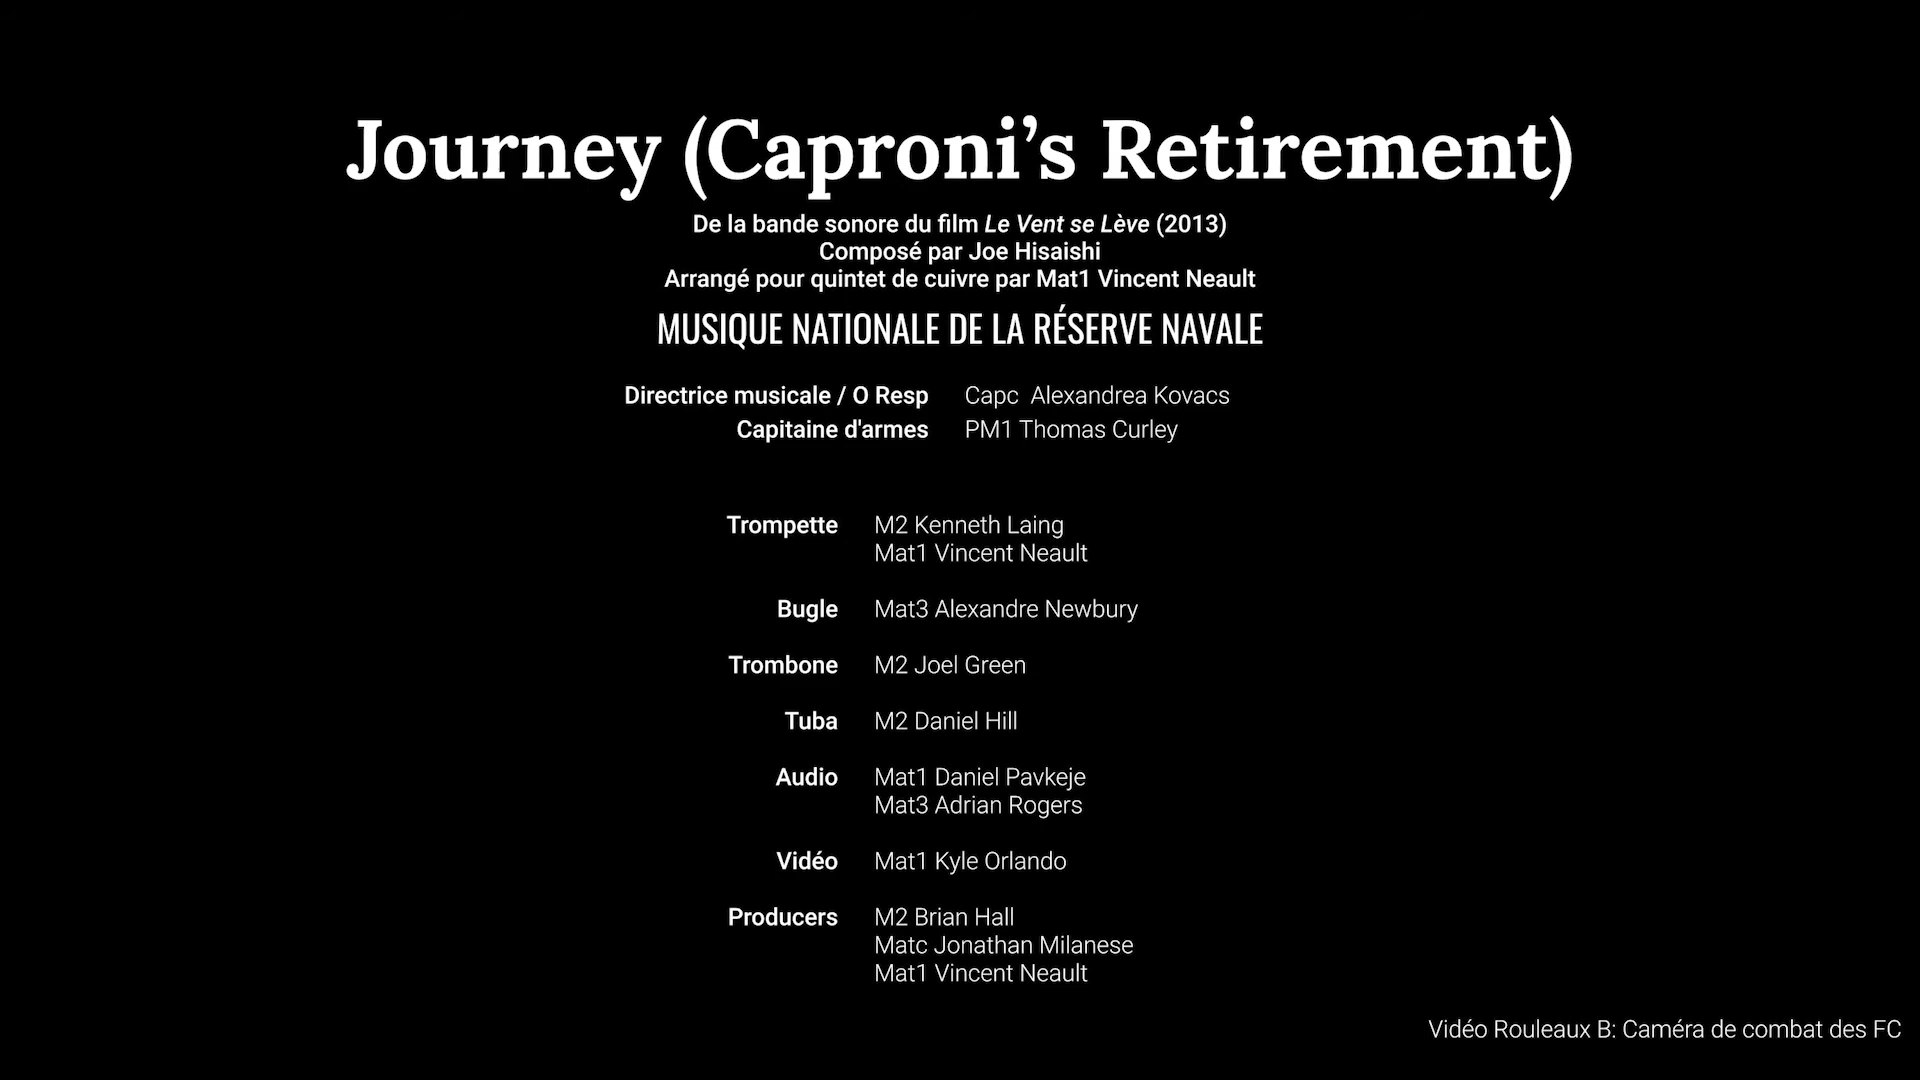 Journey (Caproni’s Retirement)
De la bande sonore du film Le Vent se Lève (2013)
Composé par Joe Hisaishi
Arrangé pour quintet de cuivre par Mat1 Vincent Neault
MUSIQUE NATIONALE DE LA RÉSERVE NAVALE
Directrice musicale / O Resp Capc Alexandrea Kovacs
Capitaine d'armes PM1 Thomas Curley
Trompette M2 Kenneth Laing
Mat1 Vincent Neault
Bugle Mat3 Alexandre Newbury
Trombone M2 Joel Green
Tuba M2 Daniel Hill
Audio Mat1 Daniel Pavkeje
Mat3 Adrian Rogers
Vidéo Mat1 Kyle Orlando
Producers M2 Brian Hall
Matc Jonathan Milanese
Mat1 Vincent Neault
Vidéo Rouleaux B: Caméra de combat des FC